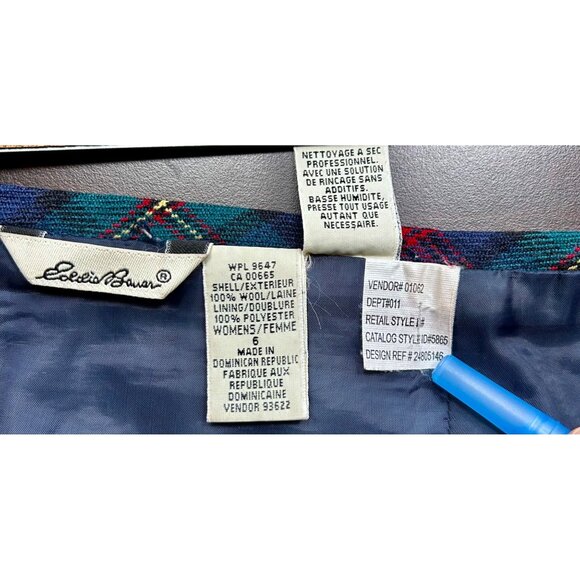 NETTOYAGE A SEC
PROFESSIONNEL.
AVEC UNE SOLUTION
DE RINCAGE SANS
ADDITIFS.
BASSE HUMIDITE,
PRESSE TOUT USAGE
AUTANT QUE
NECESSAIRE.
Eddie Bauer®
WPL 9647
CA 00665
SHELL/EXTERIEUR
100% WOOL/LAINE
LINING/DOUBLURE
100% POLYESTER
WOMENS/FEMME
6
MADE IN
DOMINICAN REPUBLIC
FABRIQUE AUX
REPUBLIQUE
DOMINICAINE
VENDOR 93622
VENDOR# 01062
DEPT#011
RETAIL STYLE
CATALOG STYLE ID#5865
DESIGN REF # 24805146